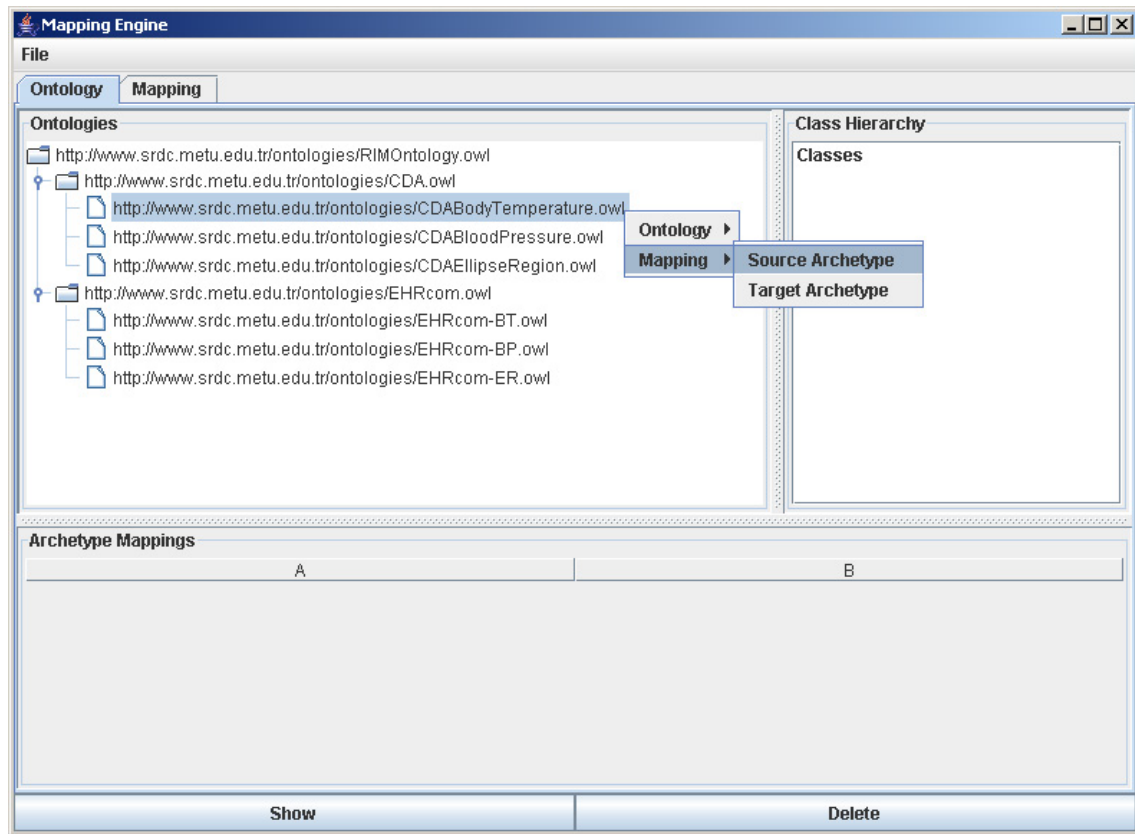 Mapping Engine
File
Ontology Mapping
Ontologies
http://www.srdc.metu.edu.tr/ontologies/RIMOntology.owl
http://www.srdc.metu.edu.tr/ontologies/CDA.owl
http://www.srdc.metu.edu.tr/ontologies/CDABodyTemperature.owl
http://www.srdc.metu.edu.tr/ontologies/CDABloodPressure.owl
http://www.srdc.metu.edu.tr/ontologies/CDAEllipseRegion.owl
http://www.srdc.metu.edu.tr/ontologies/EHRcom.owl
http://www.srdc.metu.edu.tr/ontologies/EHRcom-BT.owl
http://www.srdc.metu.edu.tr/ontologies/EHRcom-BP.owl
http://www.srdc.metu.edu.tr/ontologies/EHRcom-ER.owl
Ontology
Mapping
Source Archetype
Target Archetype
Class Hierarchy
Classes
Archetype Mappings
A B
Show Delete